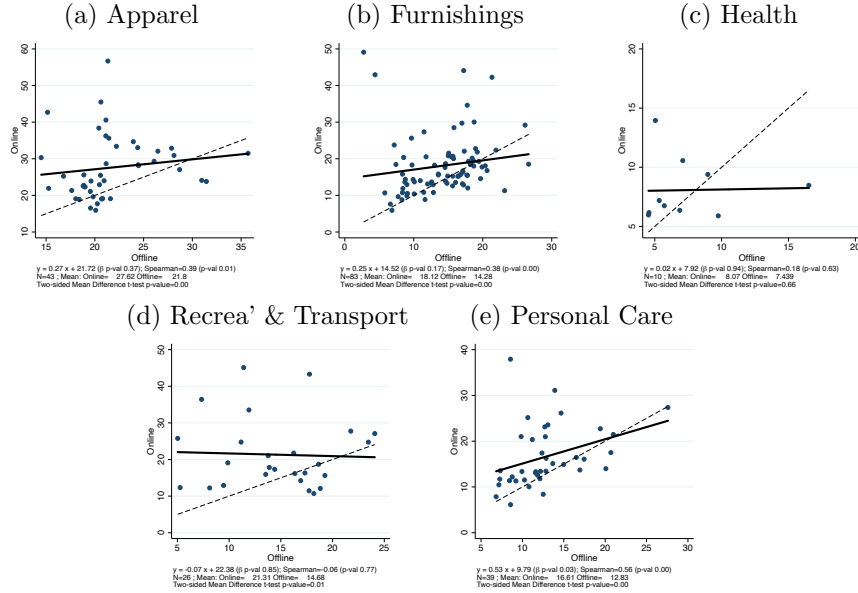 (a) Apparel
(b) Furnishings
(c) Health
60
50
40
30
20
10
Online
15
20
25
30
35
Offline
y = 0.27 x + 21.72 (β p-val 0.37); Spearman=0.39 (p-val 0.01)
N=43 ; Mean: Online= 27.62 Offline= 21.8
Two-sided Mean Difference t-test p-value=0.00
50
40
30
20
10
0
Online
0
10
20
30
Offline
y = 0.25 x + 14.52 (β p-val 0.17); Spearman=0.38 (p-val 0.00)
N=83 ; Mean: Online= 18.12 Offline= 14.28
Two-sided Mean Difference t-test p-value=0.00
20
15
10
5
Online
5
10
15
20
Offline
y = 0.02 x + 7.92 (β p-val 0.94); Spearman=0.18 (p-val 0.63)
N=10 ; Mean: Online= 8.07 Offline= 7.439
Two-sided Mean Difference t-test p-value=0.66
(d) Recrea' & Transport
(e) Personal Care
50
40
30
20
10
0
Online
5
10
15
20
25
Offline
y = -0.07 x + 22.38 (β p-val 0.85); Spearman=-0.06 (p-val 0.77)
N=26 ; Mean: Online= 21.31 Offline= 14.68
Two-sided Mean Difference t-test p-value=0.01
40
30
20
10
0
Online
5
10
15
20
25
30
Offline
y = 0.53 x + 9.79 (β p-val 0.03); Spearman=0.56 (p-val 0.00)
N=39 ; Mean: Online= 16.61 Offline= 12.83
Two-sided Mean Difference t-test p-value=0.00